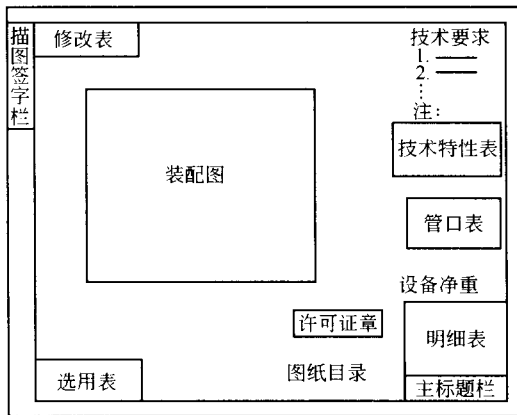 描图签字栏
修改表
技术要求
1.
2.
⋮
注：
装配图
技术特性表
管口表
设备净重
许可证章
明细表
图纸目录
选用表
主标题栏